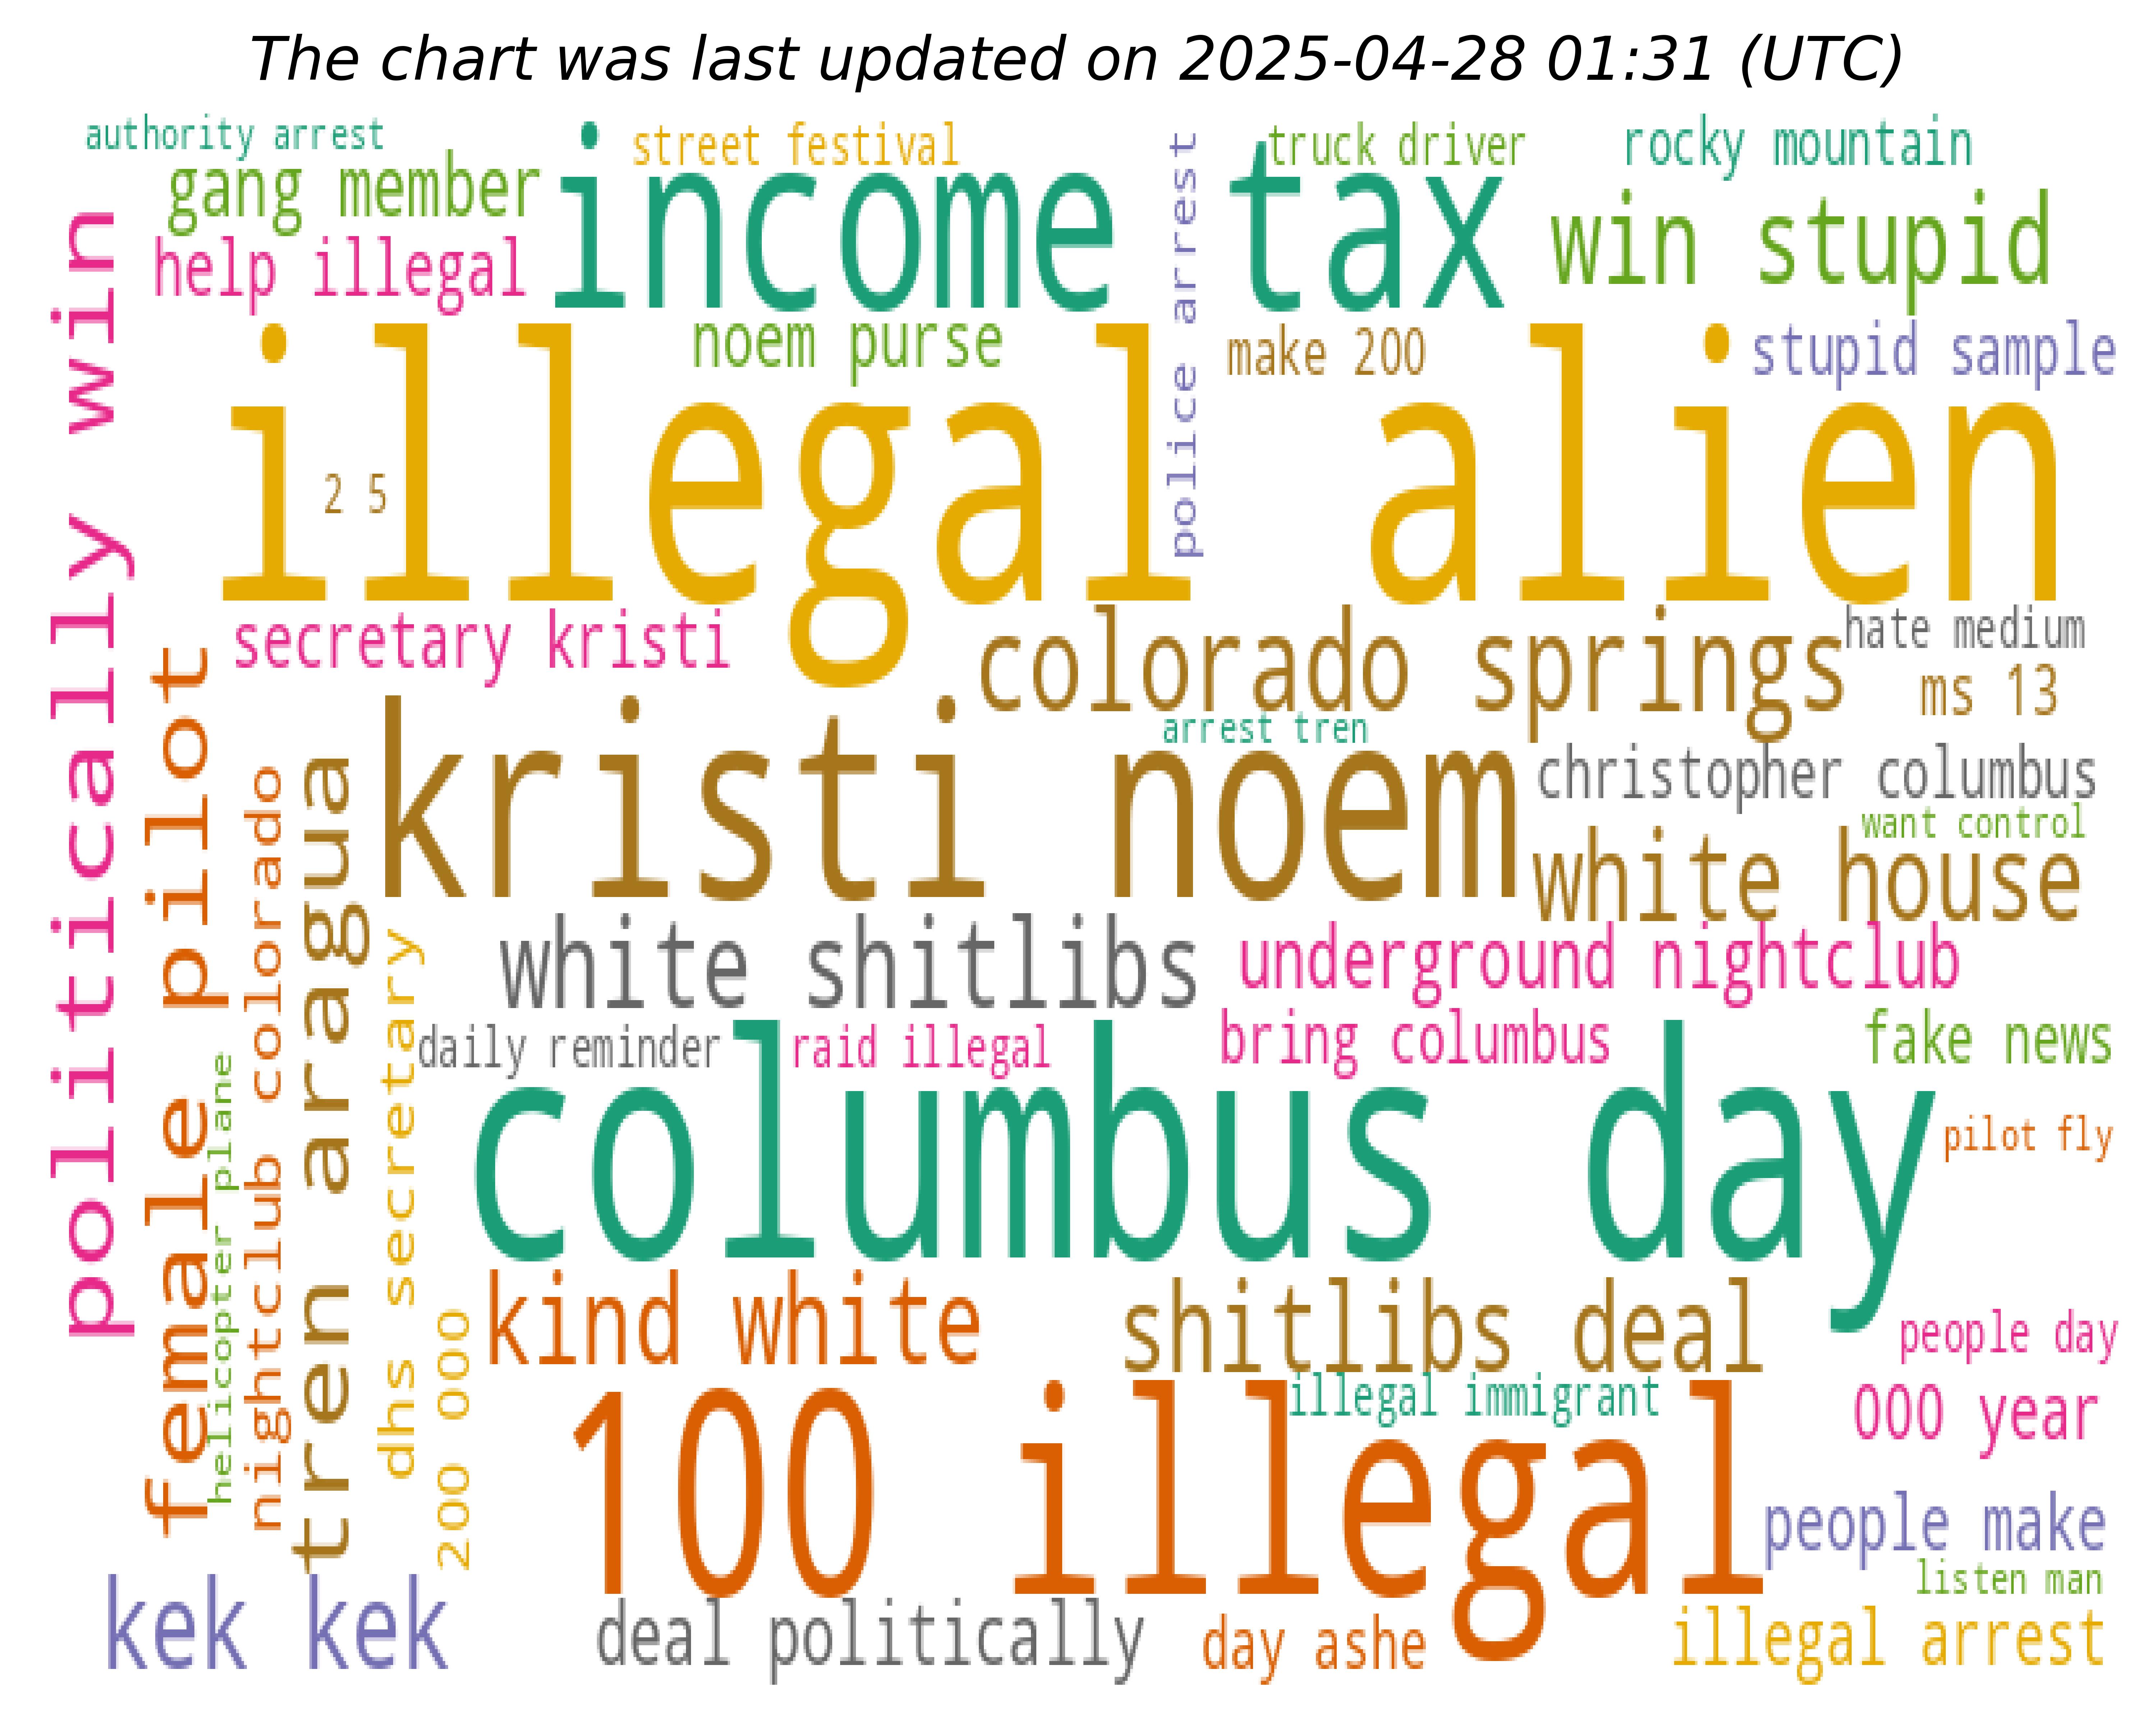 The chart was last updated on 2025-04-28 01:31 (UTC)
authority arrest
street festival
truck driver
rocky mountain
gang member
income tax
win stupid
help illegal
police arrest
noem purse
make 200
stupid sample
illegal alien
2 5
politically win
secretary kristi
colorado springs
hate medium
ms 13
arrest tren
kristi noem
christopher columbus
want control
white house
female pilot
nightclub colorado
tren aragua
white shitlibs
underground nightclub
dhs secretary
daily reminder
raid illegal
bring columbus
fake news
helicopter plane
columbus day
pilot fly
kind white
shitlibs deal
people day
200 000
illegal immigrant
000 year
100 illegal
people make
listen man
kek kek
deal politically
day ashe
illegal arrest